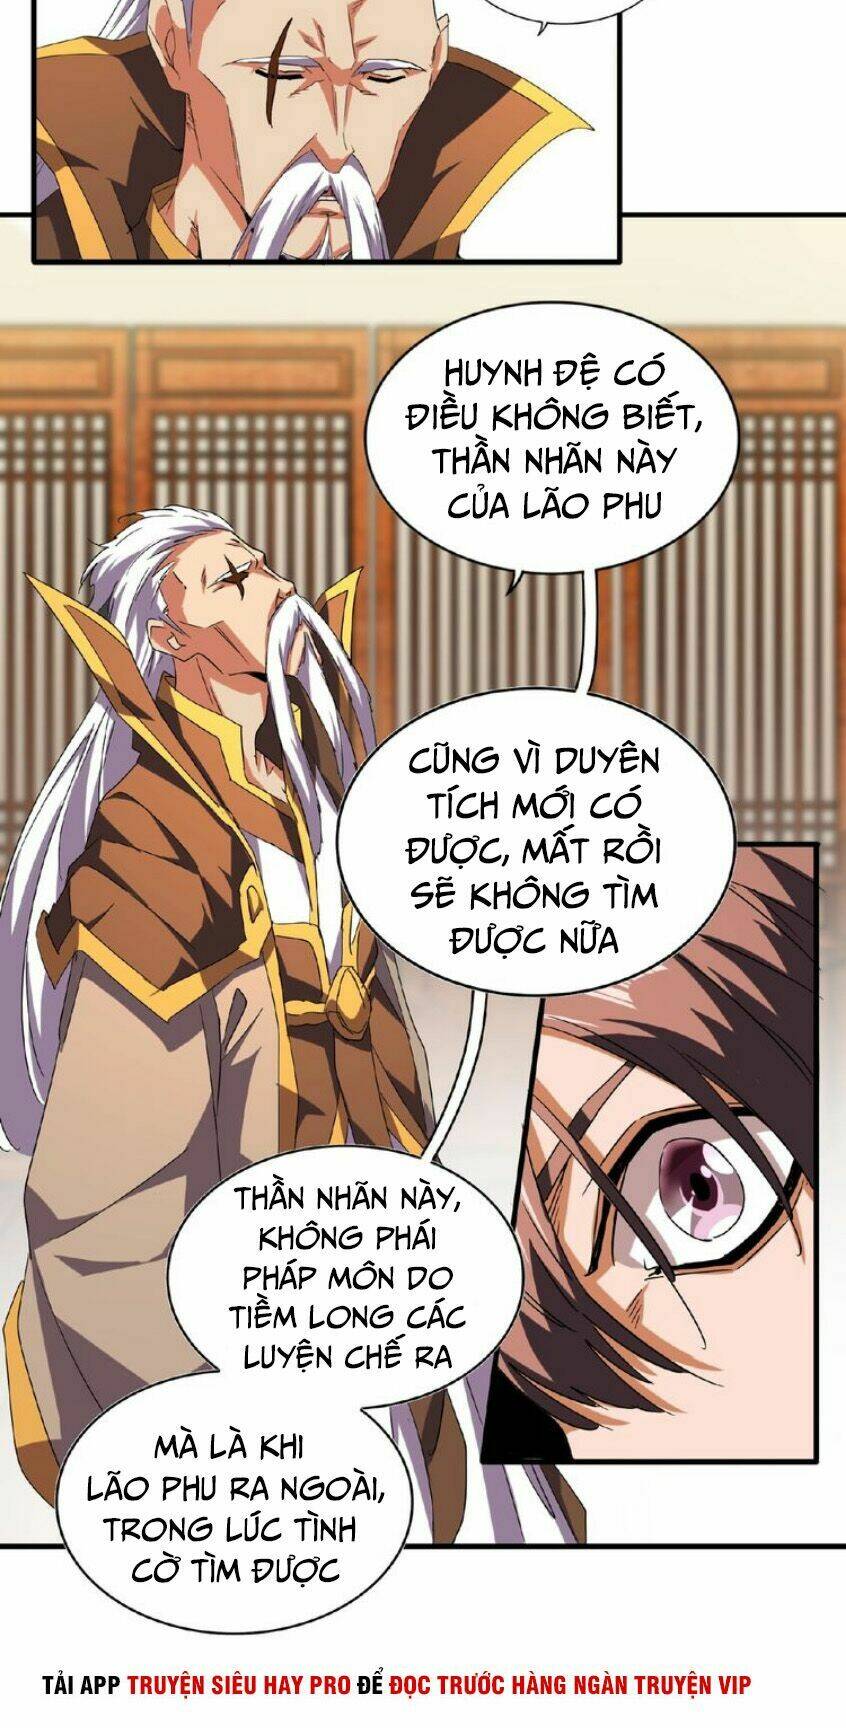 HUYNH ĐỆ CÓ
ĐIỀU KHÔNG BIẾT,
THẦN NHÃN NÀY
CỦA LÃO PHU
CŨNG VÌ DUYÊN
TÍCH MỚI CÓ
ĐƯỢC, MẤT RỒI
SẼ KHÔNG TÌM
ĐƯỢC NỮA
THẦN NHÃN NÀY,
KHÔNG PHÁI
PHÁP MÔN DO
TIỀM LONG CÁC
LUYỆN CHẾ RA
MÀ LÀ KHI
LÃO PHU RA NGOÀI,
TRONG LÚC TÌNH
CỜ TÌM ĐƯỢC
TẢI APP TRUYỆN SIÊU HAY PRO ĐỂ ĐỌC TRƯỚC HÀNG NGÀN TRUYỆN VIP